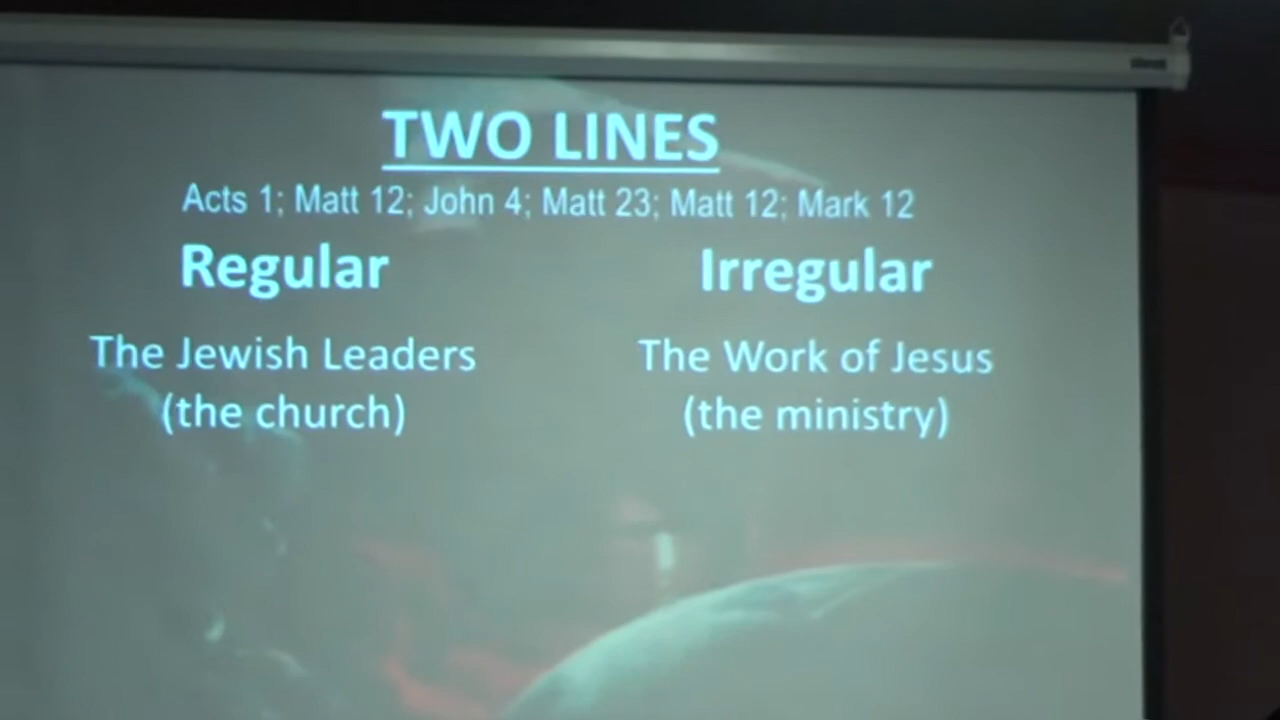 TWO LINES
Acts 1; Matt 12; John 4; Matt 23; Matt 12; Mark 12
Regular
Irregular
The Jewish Leaders
(the church)
The Work of Jesus
(the ministry)